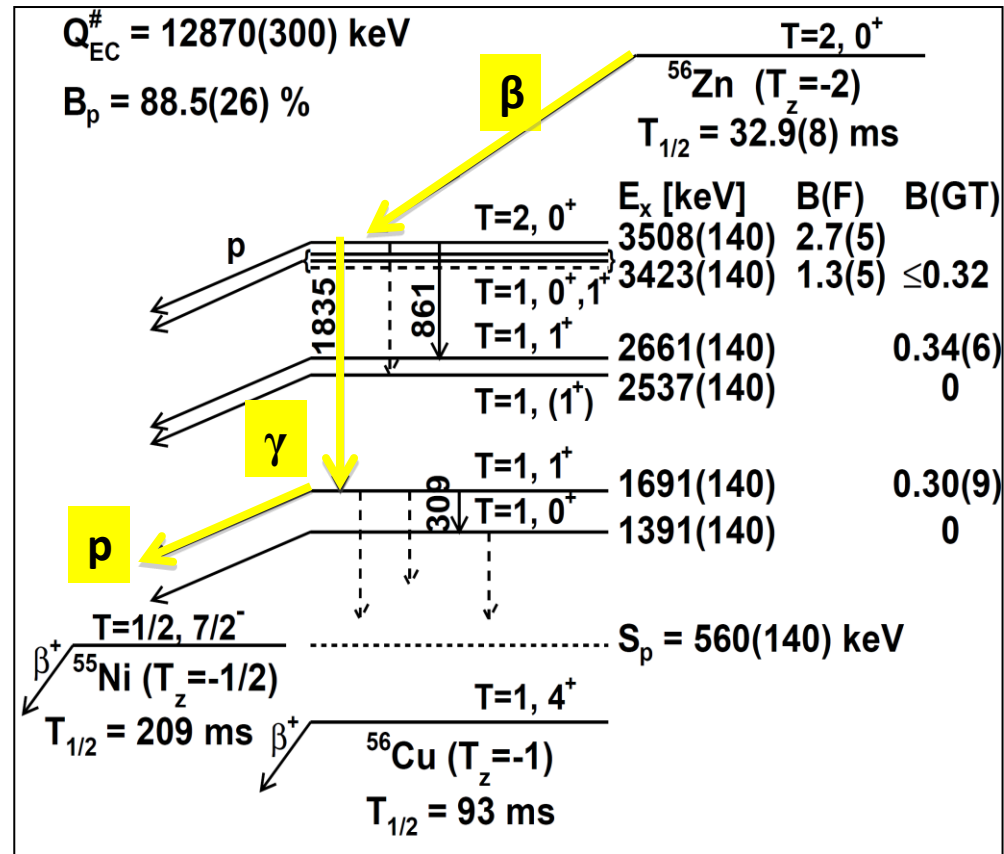 Q#EC = 12870(300) keV
Bp = 88.5(26) %
T=2, 0+
56Zn (Tz=-2)
T1/2 = 32.9(8) ms
β
Ex [keV] B(F) B(GT)
T=2, 0+
3508(140) 2.7(5)
p
3423(140) 1.3(5) ≤0.32
T=1, 0+,1+
1835
861
T=1, 1+
2661(140) 0.34(6)
2537(140) 0
T=1, (1+)
γ
T=1, 1+
1691(140) 0.30(9)
309
T=1, 0+
1391(140) 0
p
T=1/2, 7/2-
Sp = 560(140) keV
β+
55Ni (Tz=-1/2)
T1/2 = 209 ms
T=1, 4+
β+
56Cu (Tz=-1)
T1/2 = 93 ms